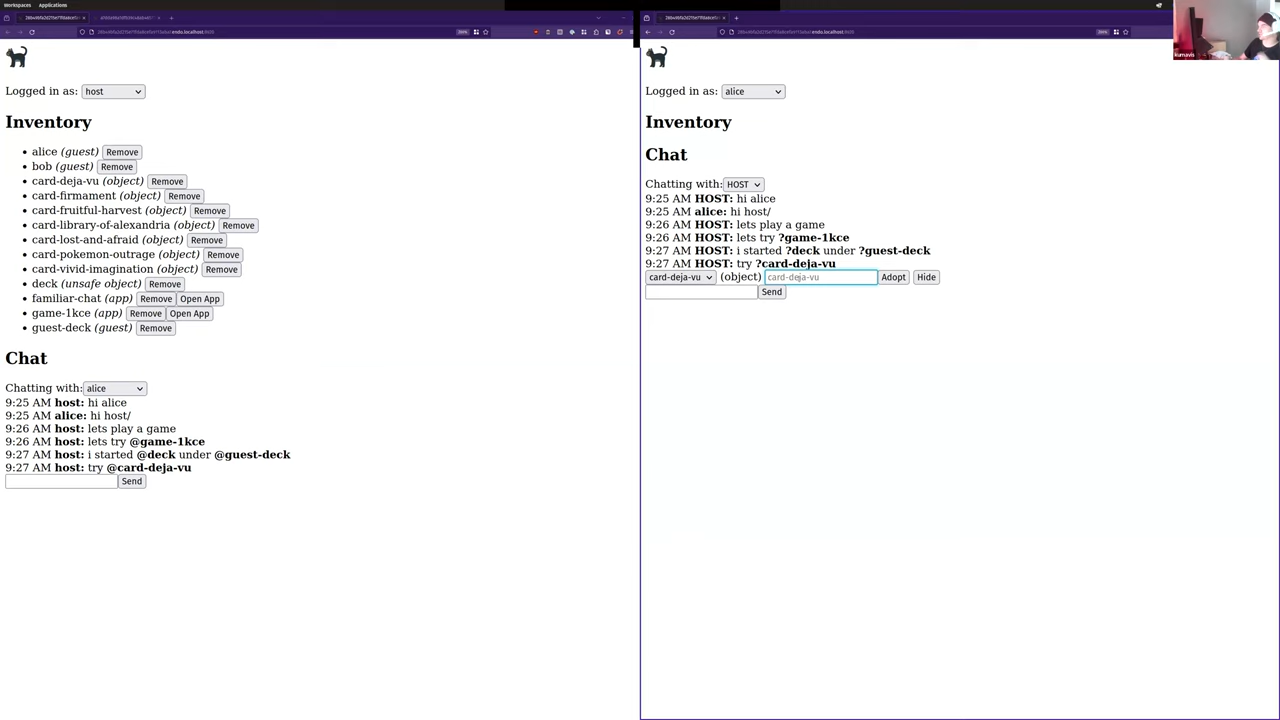 Workspaces Applications
Logged in as: host
Inventory
alice (guest) Remove
bob (guest) Remove
card-deja-vu (object) Remove
card-firmament (object) Remove
card-fruitful-harvest (object) Remove
card-library-of-alexandria (object) Remove
card-lost-and-afraid (object) Remove
card-pokemon-outrage (object) Remove
card-vivid-imagination (object) Remove
deck (unsafe object) Remove
familiar-chat (app) Remove Open App
game-1kce (app) Remove Open App
guest-deck (guest) Remove
Chat
Chatting with: alice
9:25 AM host: hi alice
9:25 AM alice: hi host/
9:26 AM host: lets play a game
9:26 AM host: lets try @game-1kce
9:27 AM host: i started @deck under @guest-deck
9:27 AM host: try @card-deja-vu
Send
Logged in as: alice
Inventory
Chat
Chatting with: HOST
9:25 AM HOST: hi alice
9:25 AM alice: hi host/
9:26 AM HOST: lets play a game
9:26 AM HOST: lets try ?game-1kce
9:27 AM HOST: i started ?deck under ?guest-deck
9:27 AM HOST: try ?card-deja-vu
card-deja-vu (object) card-deja-vu Adopt Hide
Send
kumavis